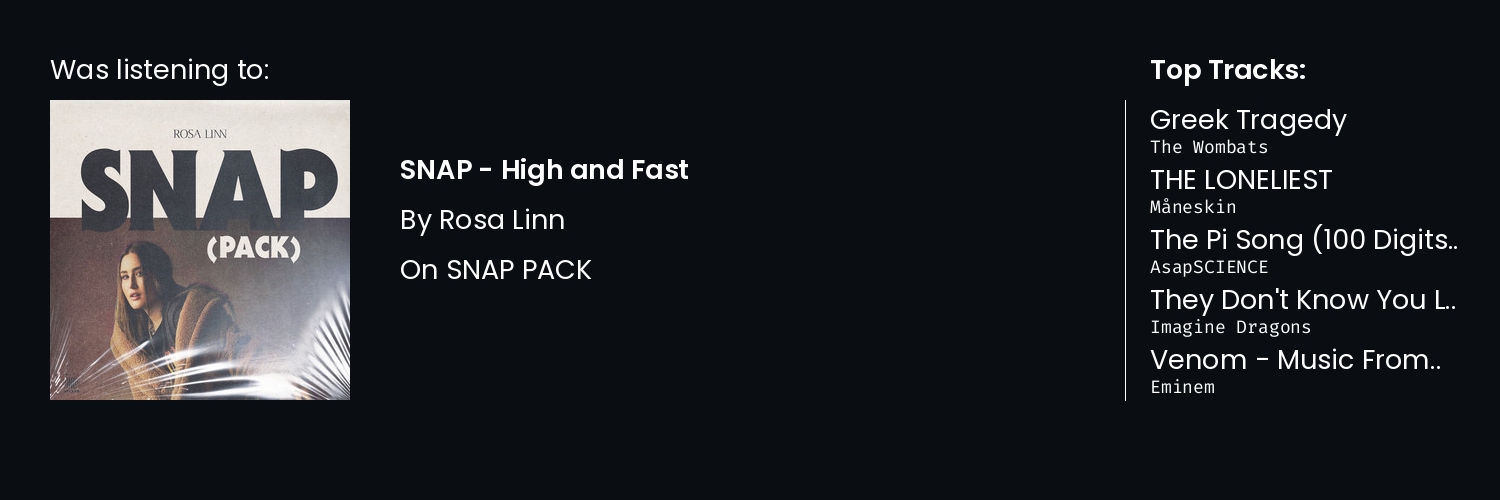 Was listening to:
ROSA LINN
SNAP
(PACK)
SNAP - High and Fast
By Rosa Linn
On SNAP PACK
Top Tracks:
Greek Tragedy
The Wombats
THE LONELIEST
Måneskin
The Pi Song (100 Digits..
AsapSCIENCE
They Don't Know You L..
Imagine Dragons
Venom - Music From..
Eminem